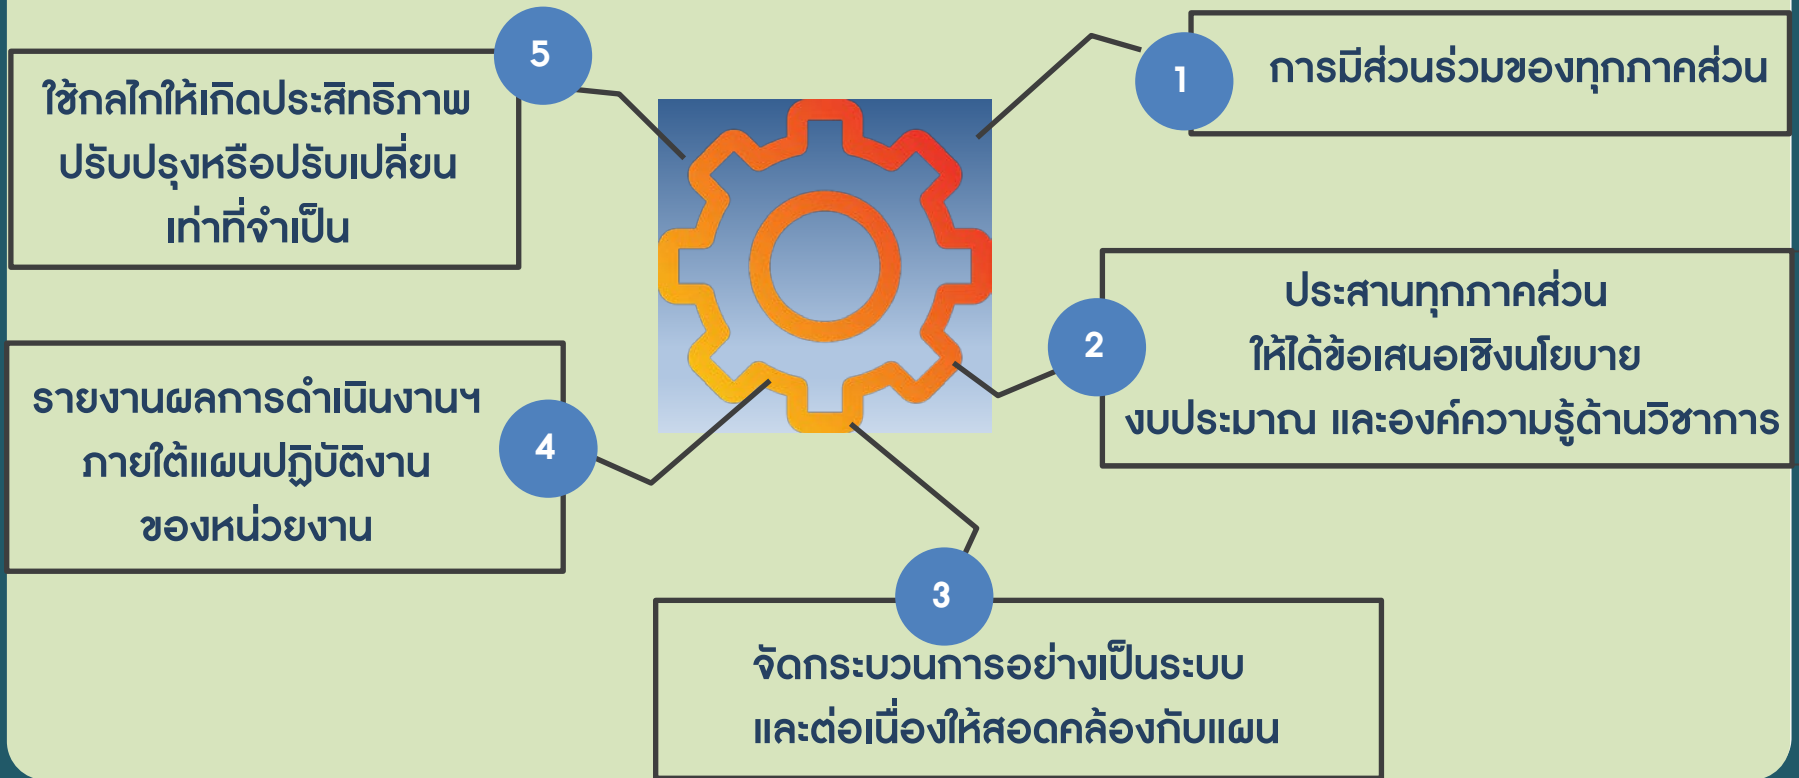 1
การมีส่วนร่วมของทุกภาคส่วน
2
ประสานทุกภาคส่วน
ให้ได้ข้อเสนอเชิงนโยบาย
งบประมาณ และองค์ความรู้ด้านวิชาการ
3
จัดกระบวนการอย่างเป็นระบบ
และต่อเนื่องให้สอดคล้องกับแผน
4
รายงานผลการดำเนินงานฯ
ภายใต้แผนปฏิบัติงาน
ของหน่วยงาน
5
ใช้กลไกให้เกิดประสิทธิภาพ
ปรับปรุงหรือปรับเปลี่ยน
เท่าที่จำเป็น